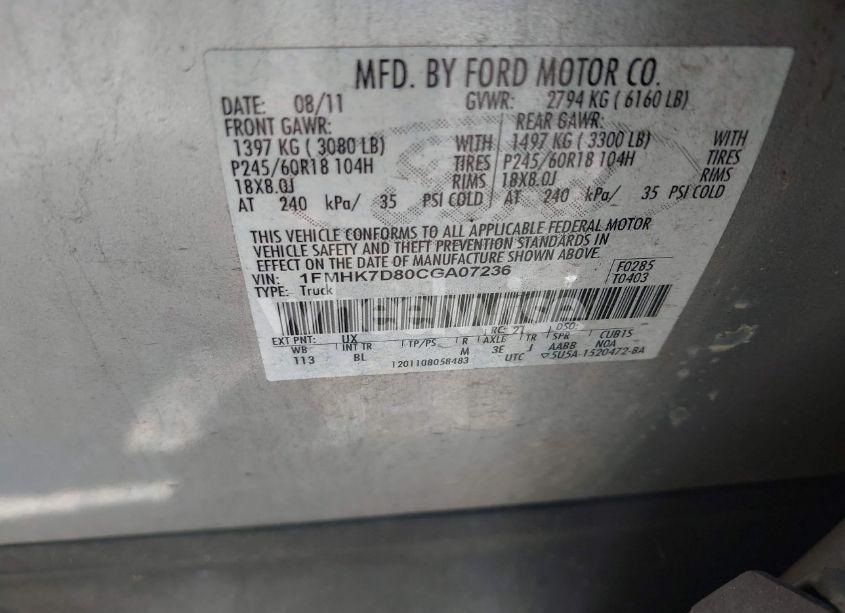 MFD. BY FORD MOTOR CO.
DATE: 08/11 GVWR: 2794 KG ( 6160 LB)
FRONT GAWR: REAR GAWR:
1397 KG ( 3080 LB) WITH 1497 KG ( 3300 LB) WITH
P245/60R18 104H TIRES P245/60R18 104H TIRES
18X8.0J RIMS 18X8.0J RIMS
AT 240 kPa/ 35 PSI COLD AT 240 kPa/ 35 PSI COLD
THIS VEHICLE CONFORMS TO ALL APPLICABLE FEDERAL MOTOR
VEHICLE SAFETY AND THEFT PREVENTION STANDARDS IN
EFFECT ON THE DATE OF MANUFACTURE SHOWN ABOVE.
VIN: 1FMHK7D80CGA07236 F0285
TYPE: Truck T0403
EXT PNT: UX RC: 21 DSO:
WB INT TR TP/PS R AXLE TR SPR CUB15
113 BL M 3E J AABB NOA
1201108058483 UTC 5U5A-1520472-BA